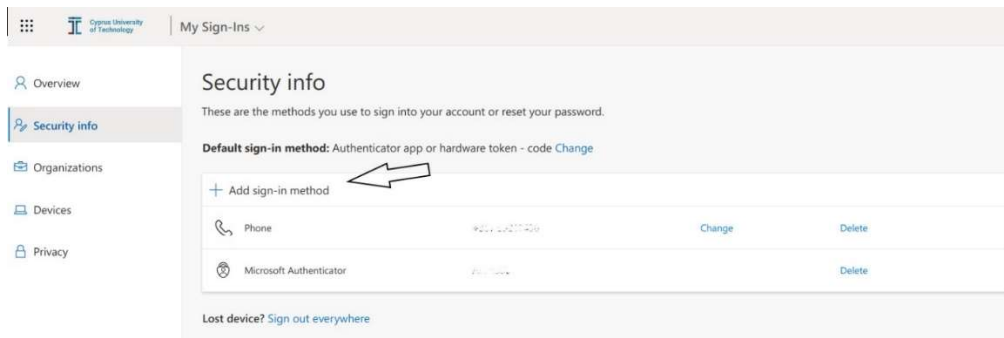 Cyprus University
of Technology
My Sign-Ins
Overview
Security info
Organizations
Devices
Privacy
Security info
These are the methods you use to sign into your account or reset your password.
Default sign-in method: Authenticator app or hardware token - code Change
+ Add sign-in method
Phone Change Delete
Microsoft Authenticator Delete
Lost device? Sign out everywhere